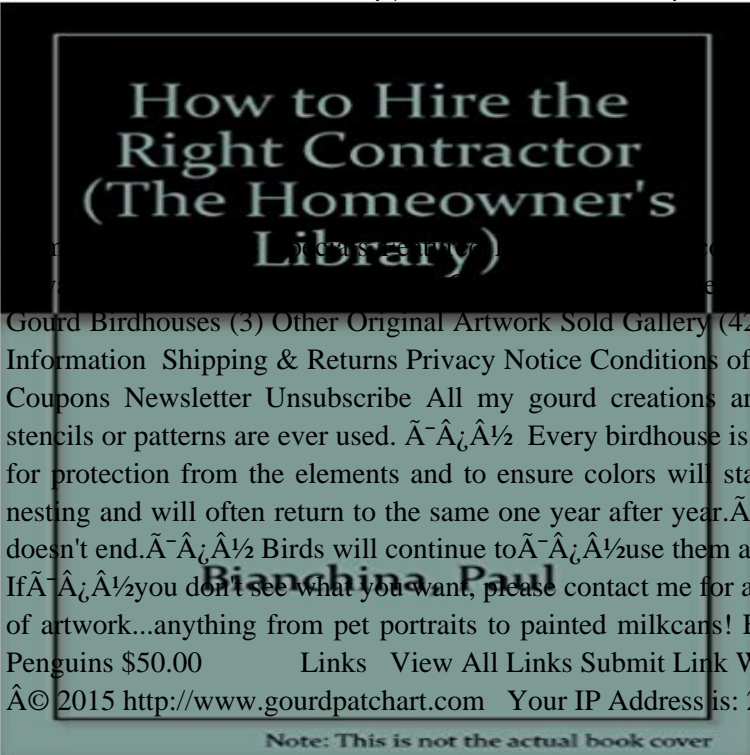 How to Hire the
Right Contractor
(The Homeowner's
Library)
Gourd Birdhouses (3) Other Original Artwork Sold Gallery (42
Information Shipping & Returns Privacy Notice Conditions of
Coupons Newsletter Unsubscribe All my gourd creations
stencils or patterns are ever used. Ã¯Â¿Â½ Every birdhouse is
for protection from the elements and to ensure colors will
nesting and will often return to the same one year after year.Ã
doesn't end.Ã¯Â¿Â½ Birds will continue toÃ¯Â¿Â½use them
IfÃ¯Â¿Â½you don't see what you want, please contact me for
Bianchina, Paul
of artwork...anything from pet portraits to painted milkcans!
Penguins $50.00 Links View All Links Submit Link
Â© 2015 http://www.gourdpatchart.com Your IP Address is:
Note: This is not the actual book cover